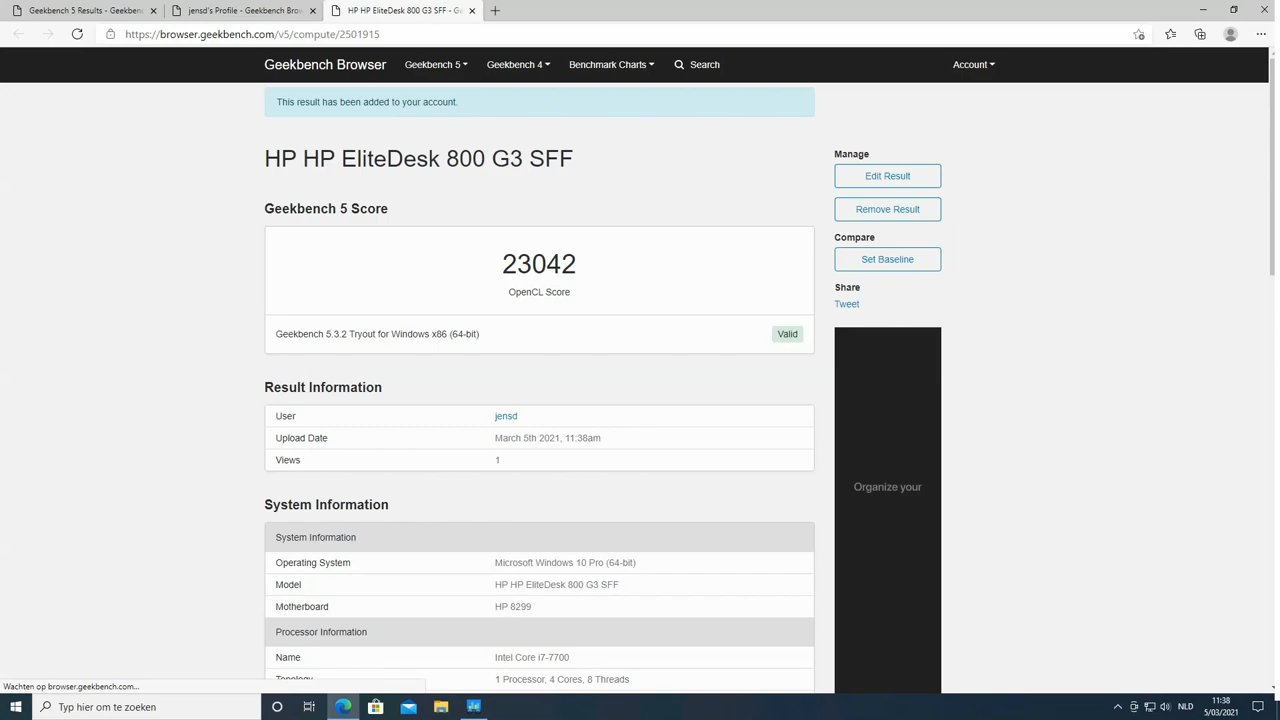 Geekbench 5 Results - Geekbenc
jensd's Profile - Geekbench Brow
HP HP EliteDesk 800 G3 SFF - Ge
https://browser.geekbench.com/v5/compute/2501915
Geekbench Browser
Geekbench 5
Geekbench 4
Benchmark Charts
Search
Account
This result has been added to your account.
HP HP EliteDesk 800 G3 SFF
Geekbench 5 Score
23042
OpenCL Score
Geekbench 5.3.2 Tryout for Windows x86 (64-bit)
Valid
Result Information
User jensd
Upload Date March 5th 2021, 11:38am
Views 1
System Information
System Information
Operating System Microsoft Windows 10 Pro (64-bit)
Model HP HP EliteDesk 800 G3 SFF
Motherboard HP 8299
Processor Information
Name Intel Core i7-7700
Topology 1 Processor, 4 Cores, 8 Threads
Manage
Edit Result
Remove Result
Compare
Set Baseline
Share
Tweet
Organize your
Wachten op browser.geekbench.com...
Typ hier om te zoeken
NLD
11:38
5/03/2021